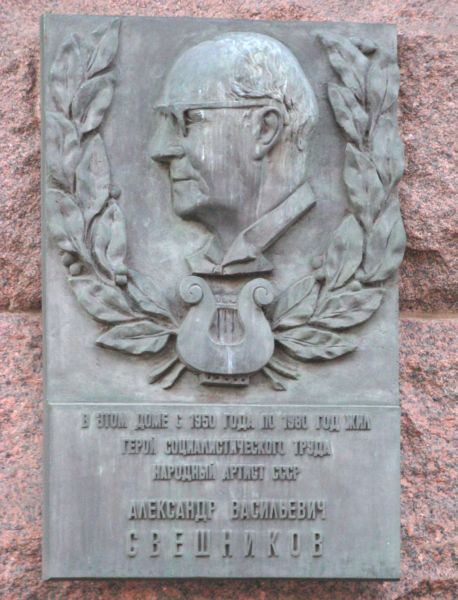 В ЭТОМ ДОМЕ С 1950 ГОДА ПО 1980 ГОД ЖИЛ
ГЕРОЙ СОЦИАЛИСТИЧЕСКОГО ТРУДА
НАРОДНЫЙ АРТИСТ СССР
АЛЕКСАНДР ВАСИЛЬЕВИЧ
СВЕШНИКОВ